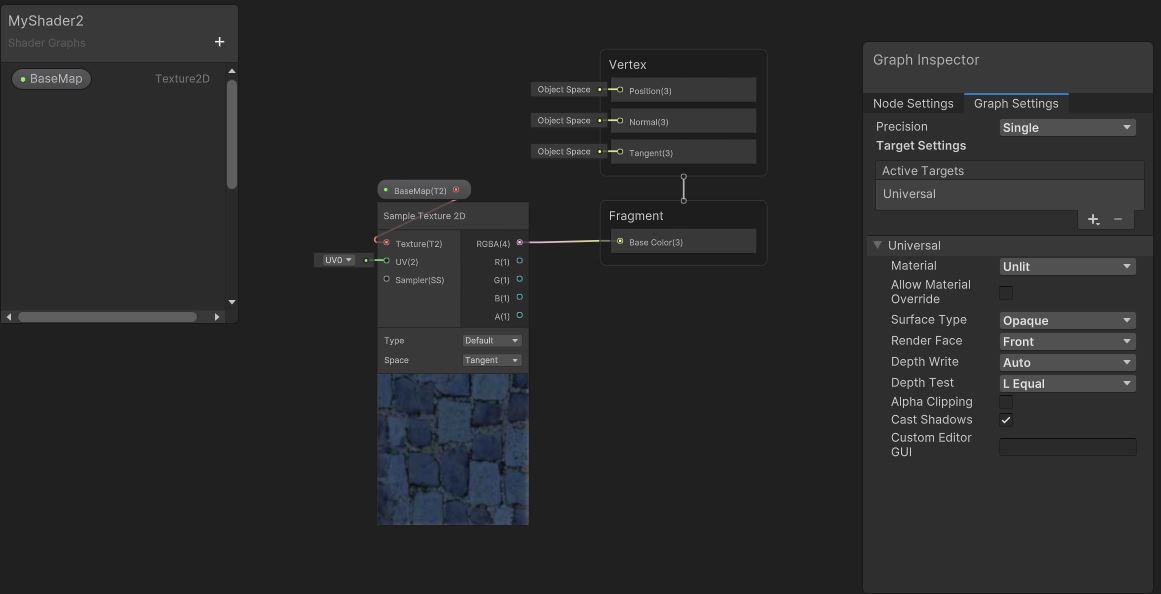 MyShader2
Shader Graphs
+
BaseMap Texture2D
Vertex
Object Space Position(3)
Object Space Normal(3)
Object Space Tangent(3)
Fragment
Base Color(3)
BaseMap(T2)
Sample Texture 2D
Texture(T2) RGBA(4)
UV0 UV(2) R(1)
Sampler(SS) G(1)
B(1)
A(1)
Type Default
Space Tangent
Graph Inspector
Node Settings Graph Settings
Precision Single
Target Settings
Active Targets
Universal
+ −
Universal
Material Unlit
Allow Material
Override
Surface Type Opaque
Render Face Front
Depth Write Auto
Depth Test L Equal
Alpha Clipping
Cast Shadows
Custom Editor
GUI